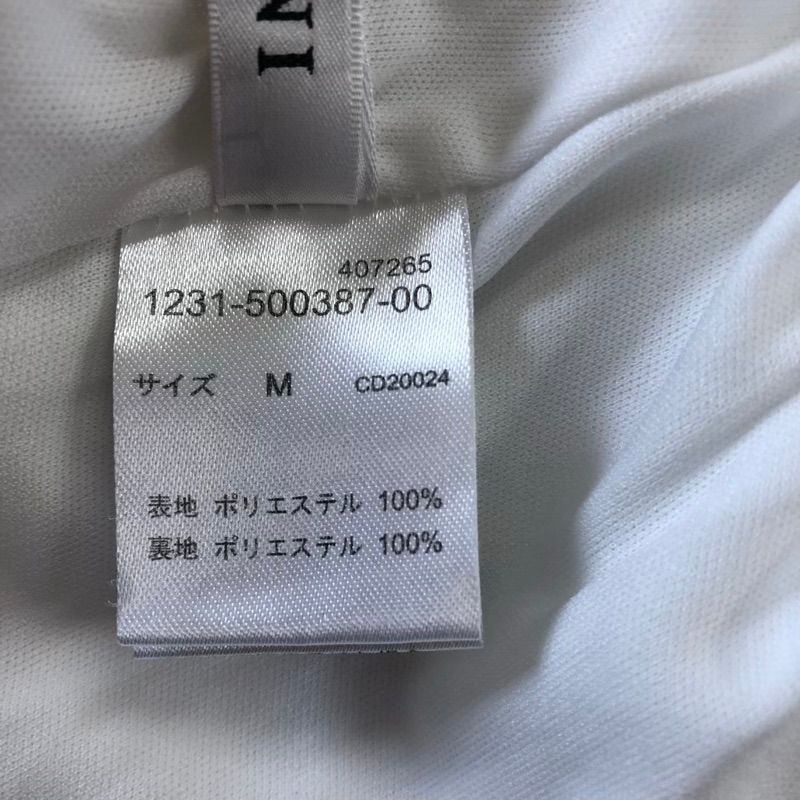 IN
407265
1231-500387-00
サイズ M CD20024
表地 ポリエステル 100%
裏地 ポリエステル 100%